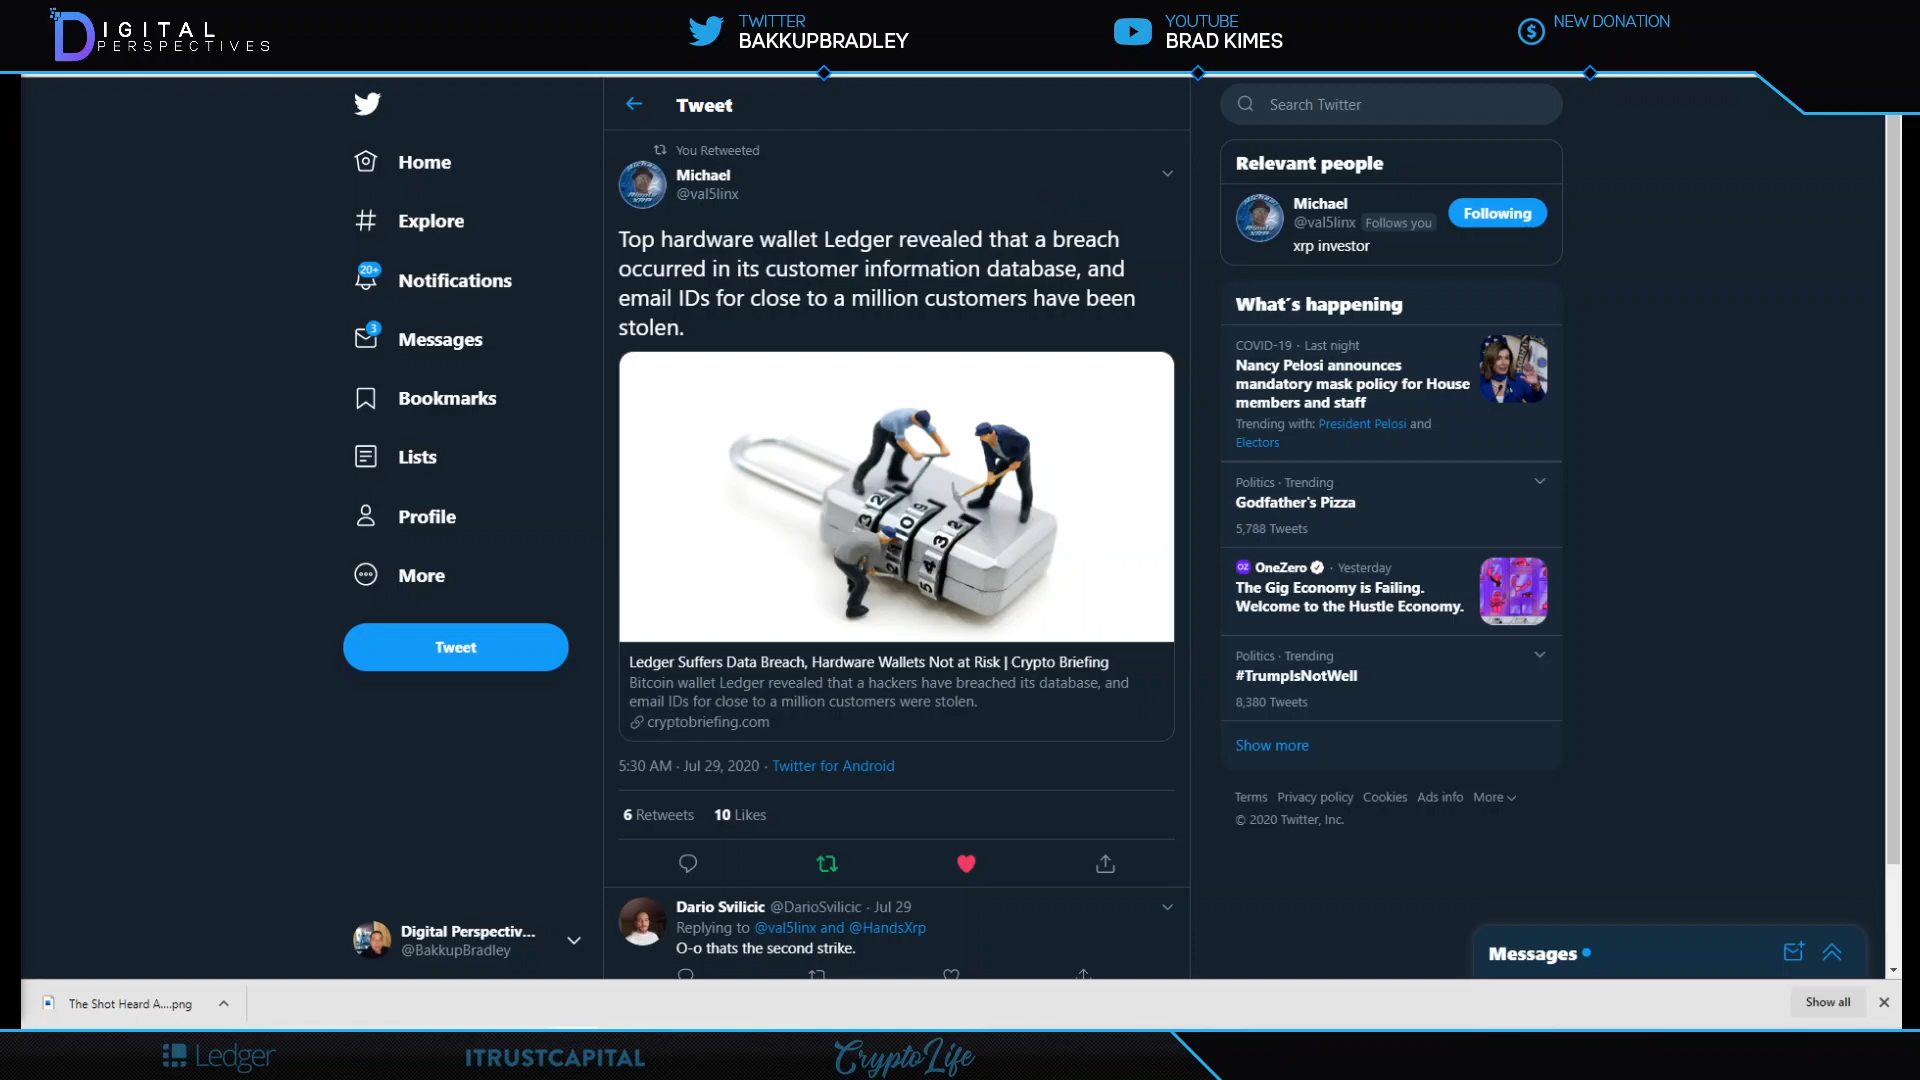 DIGITAL
PERSPECTIVES
TWITTER
BAKKUPBRADLEY
YOUTUBE
BRAD KIMES
NEW DONATION
Home
Explore
20+
Notifications
3
Messages
Bookmarks
Lists
Profile
More
Tweet
Digital Perspectiv...
@BakkupBradley
Tweet
You Retweeted
Michael
@val5linx
Top hardware wallet Ledger revealed that a breach
occurred in its customer information database, and
email IDs for close to a million customers have been
stolen.
Ledger Suffers Data Breach, Hardware Wallets Not at Risk | Crypto Briefing
Bitcoin wallet Ledger revealed that a hackers have breached its database, and
email IDs for close to a million customers were stolen.
cryptobriefing.com
5:30 AM · Jul 29, 2020 · Twitter for Android
6 Retweets 10 Likes
Dario Svilicic @DarioSvilicic · Jul 29
Replying to @val5linx and @HandsXrp
O-o thats the second strike.
Search Twitter
Relevant people
Michael
@val5linx Follows you
Following
xrp investor
What´s happening
COVID-19 · Last night
Nancy Pelosi announces
mandatory mask policy for House
members and staff
Trending with: President Pelosi and
Electors
Politics · Trending
Godfather's Pizza
5,788 Tweets
OZ OneZero · Yesterday
The Gig Economy is Failing.
Welcome to the Hustle Economy.
Politics · Trending
#TrumpIsNotWell
8,380 Tweets
Show more
Terms Privacy policy Cookies Ads info More
© 2020 Twitter, Inc.
Messages
The Shot Heard A....png
Show all
Ledger
ITRUSTCAPITAL
CryptoLife